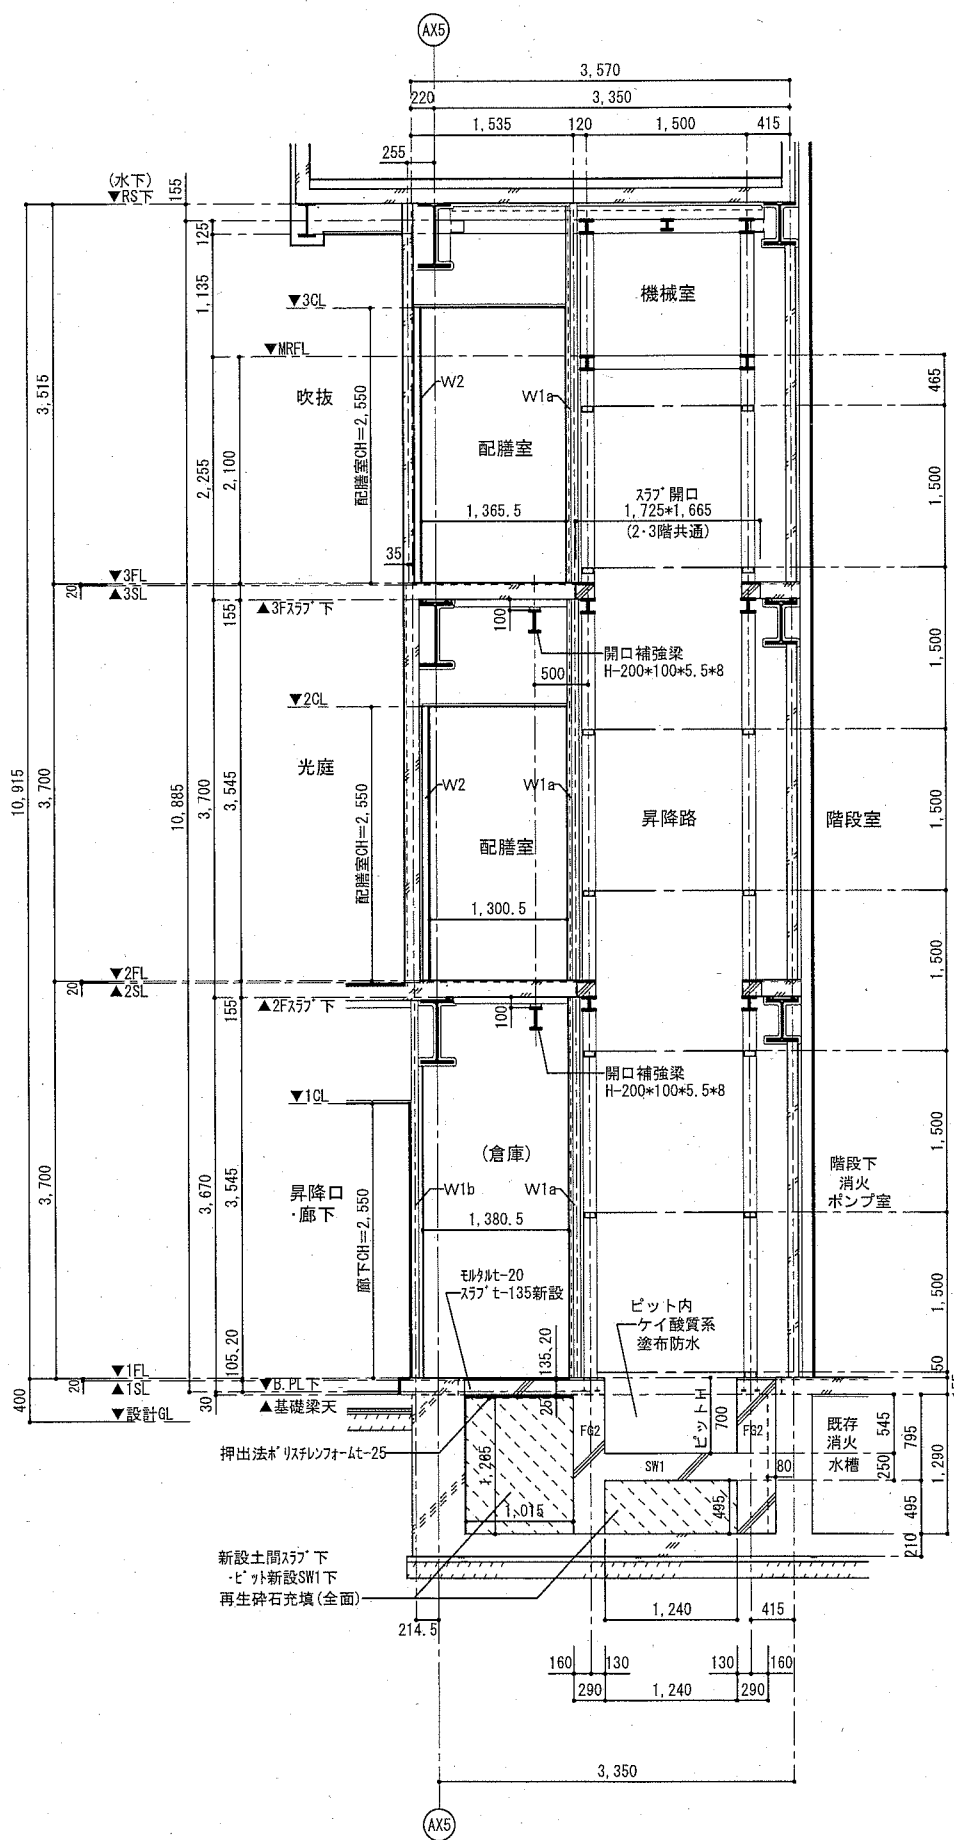 AX5
3,570
220
3,350
1,535
120
1,500
415
255
(水下)
▼RS下
155
125
1,135
機械室
▼3CL
▼MRFL
465
吹抜
W2
W1a
3,515
配膳室CH=2,550
配膳室
2,255
2,100
1,500
スラブ開口
1,725*1,665
(2・3階共通)
1,365.5
35
▼3FL
20
▲3SL
▲3Fスラブ下
155
100
開口補強梁
H-200*100*5.5*8
500
1,500
▼2CL
光庭
W2
W1a
10,915
3,700
10,885
3,700
3,545
配膳室CH=2,550
配膳室
昇降路
階段室
1,500
1,300.5
1,500
▼2FL
20
▲2SL
▲2Fスラブ下
155
100
開口補強梁
H-200*100*5.5*8
▼1CL
1,500
(倉庫)
階段下
消火
ポンプ室
昇降口
・廊下
W1b
W1a
3,700
3,670
3,545
廊下CH=2,550
1,380.5
モルタルt-20
スラブt-135新設
ピット内
ケイ酸質系
塗布防水
1,500
105.20
135.20
50
▼1FL
20
▲1SL
▼B.PL下
400
▼設計GL
30
▲基礎梁天
25
FG2
ピットH
700
FG2
既存
消火
水槽
545
795
1,290
押出法ポリスチレンフォームt-25
1,265
SW1
80
250
1,015
495
495
210
新設土間スラブ下
・ピット新設SW1下
再生砕石充填(全面)
214.5
1,240
415
160
130
130
160
290
1,240
290
3,350
AX5